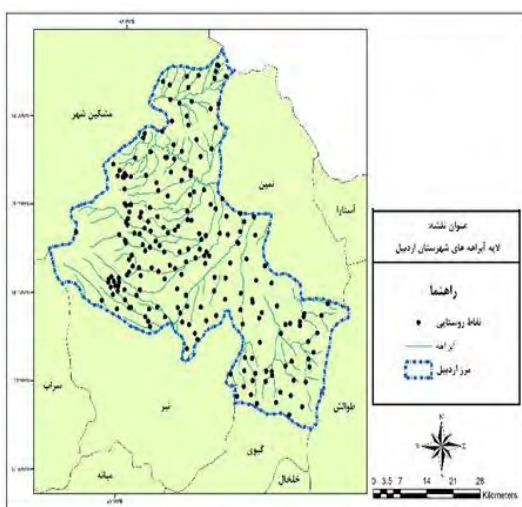 مشگین شهر
نمین
آستارا
سراب
نیر
طوالش
گیوی
میانه
خلخال
عنوان نقشه:
لایه آبراهه های شهرستان اردبیل
راهنما
نقاط روستایی
آبراهه
مرز اردبیل
0 3.5 7 14 21 28
Kilometers